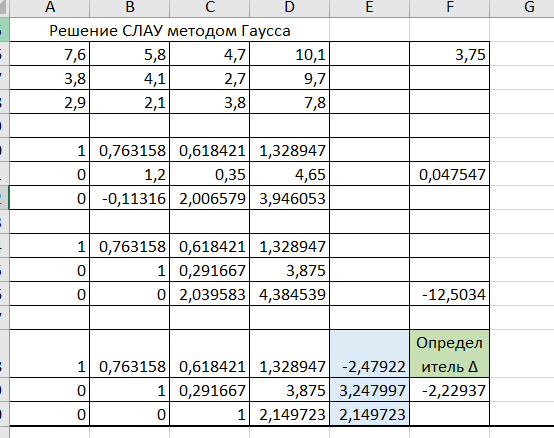 A B C D E F G
Решение СЛАУ методом Гаусса
7,6 5,8 4,7 10,1 3,75
3,8 4,1 2,7 9,7
2,9 2,1 3,8 7,8
1 0,763158 0,618421 1,328947
0 1,2 0,35 4,65 0,047547
0 -0,11316 2,006579 3,946053
1 0,763158 0,618421 1,328947
0 1 0,291667 3,875
0 0 2,039583 4,384539 -12,5034
Определ
1 0,763158 0,618421 1,328947 -2,47922 итель Δ
0 1 0,291667 3,875 3,247997 -2,22937
0 0 1 2,149723 2,149723